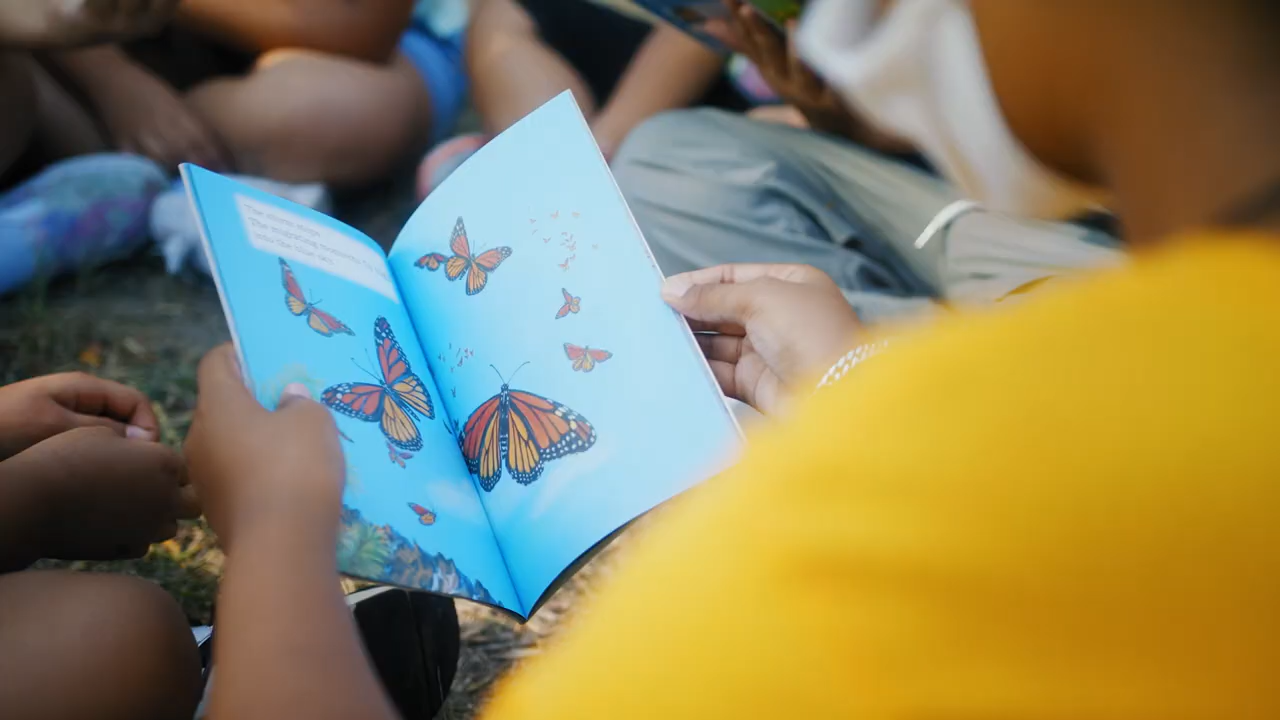 The storm stops.
The migrating monarchs fly
into the blue sky.